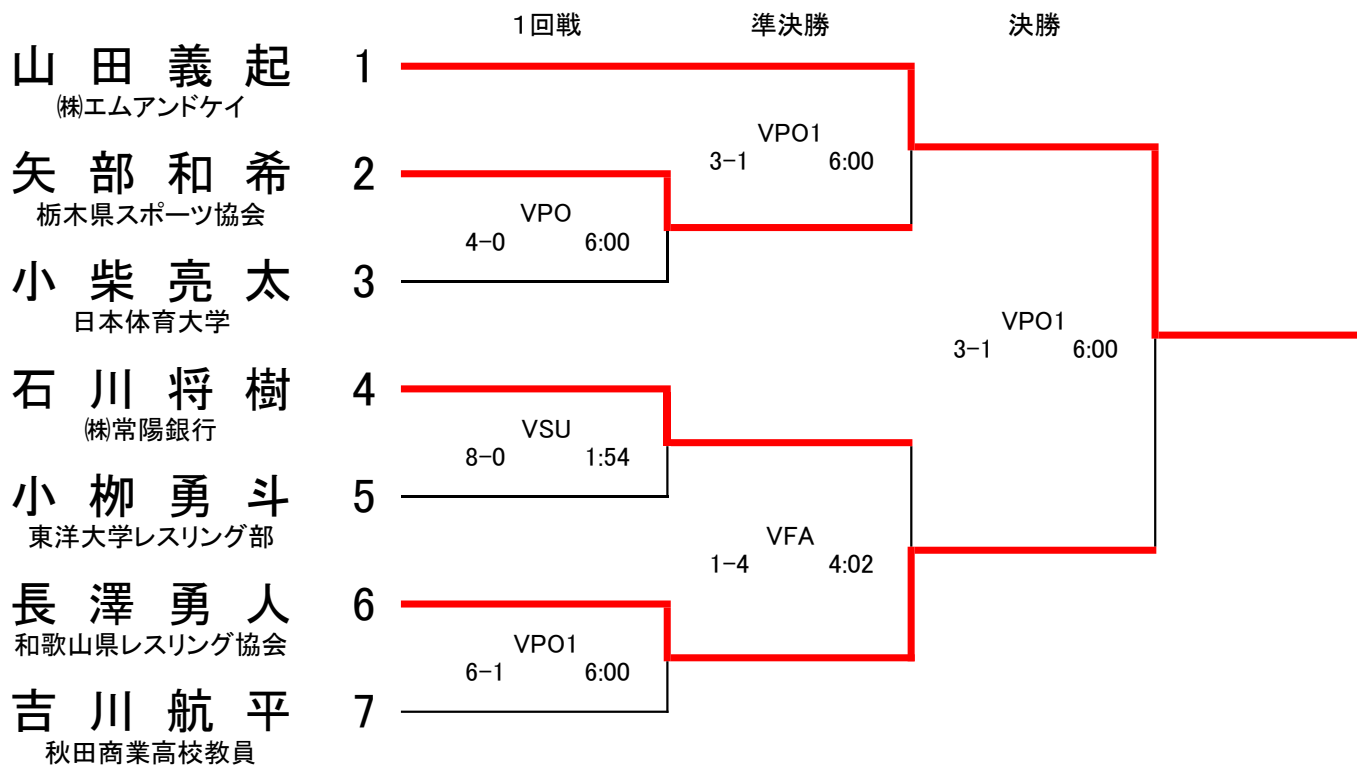 1回戦 準決勝 決勝
山田義起 1
㈱エムアンドケイ
VPO1
3-1 6:00
矢部和希 2
栃木県スポーツ協会
VPO
4-0 6:00
小柴亮太 3
日本体育大学
VPO1
3-1 6:00
石川将樹 4
㈱常陽銀行
VSU
8-0 1:54
小栁勇斗 5
東洋大学レスリング部
VFA
1-4 4:02
長澤勇人 6
和歌山県レスリング協会
VPO1
6-1 6:00
吉川航平 7
秋田商業高校教員